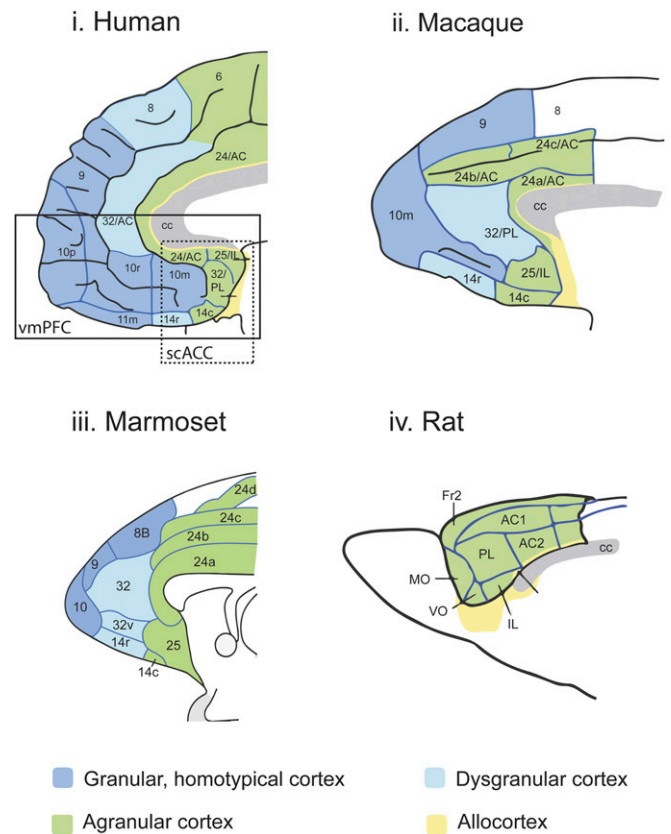 i. Human
6
8
9
24/AC
32/AC
cc
10p
10r
10m
24/AC
25/IL
32/
PL
11m
14r
14c
vmPFC
scACC
ii. Macaque
9
8
24c/AC
24b/AC
24a/AC
cc
10m
32/PL
25/IL
14r
14c
iii. Marmoset
24d
24c
8B
24b
24a
9
32
10
32v
14r
25
14c
iv. Rat
Fr2
AC1
AC2
PL
cc
MO
VO
IL
Granular, homotypical cortex
Dysgranular cortex
Agranular cortex
Allocortex